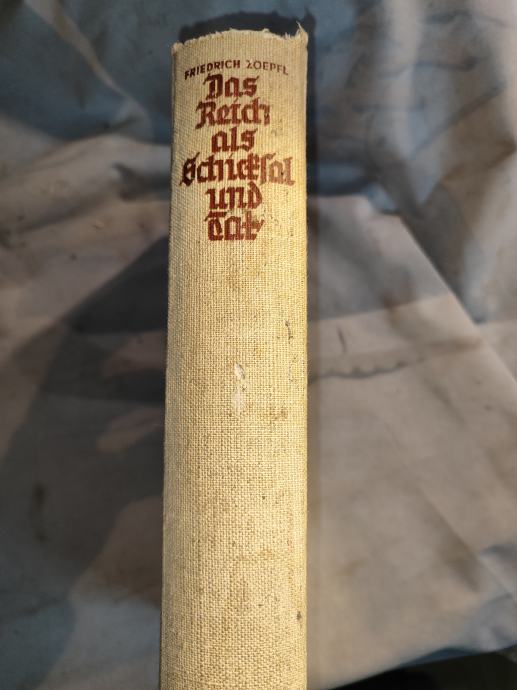 FRIEDRICH ZOEPFL
Das
Reich
als
Schicksal
und
Tat